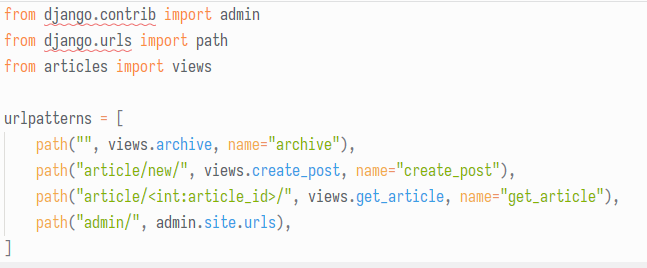 from django.contrib import admin
from django.urls import path
from articles import views

urlpatterns = [
    path("", views.archive, name="archive"),
    path("article/new/", views.create_post, name="create_post"),
    path("article/<int:article_id>/", views.get_article, name="get_article"),
    path("admin/", admin.site.urls),
]